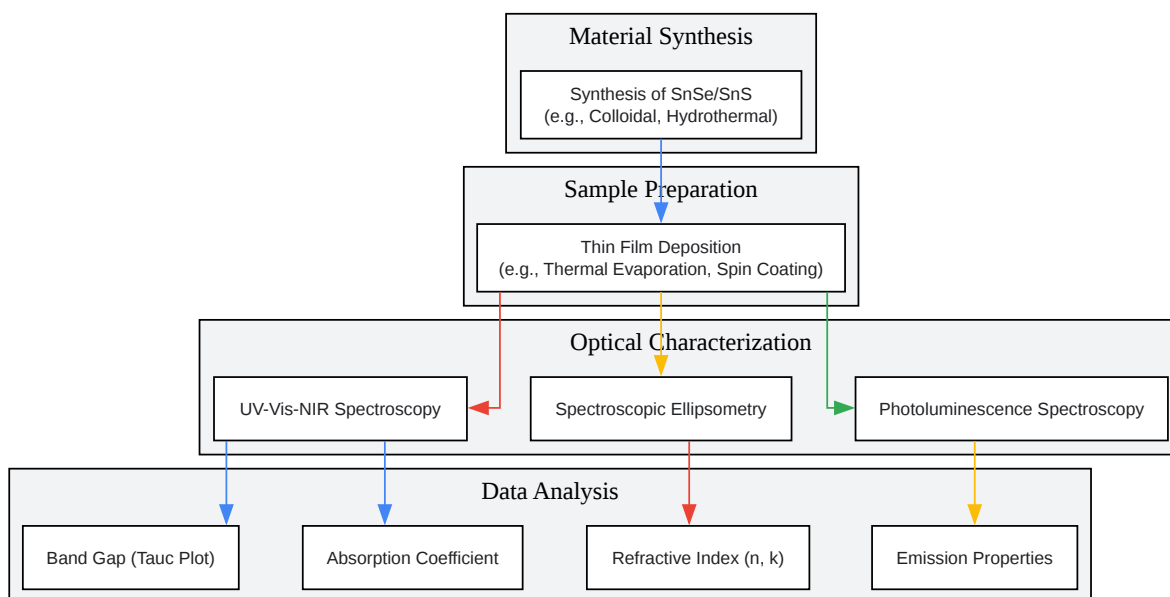 Material Synthesis
Synthesis of SnSe/SnS
(e.g., Colloidal, Hydrothermal)
Sample Preparation
Thin Film Deposition
(e.g., Thermal Evaporation, Spin Coating)
Optical Characterization
UV-Vis-NIR Spectroscopy
Spectroscopic Ellipsometry
Photoluminescence Spectroscopy
Data Analysis
Band Gap (Tauc Plot)
Absorption Coefficient
Refractive Index (n, k)
Emission Properties